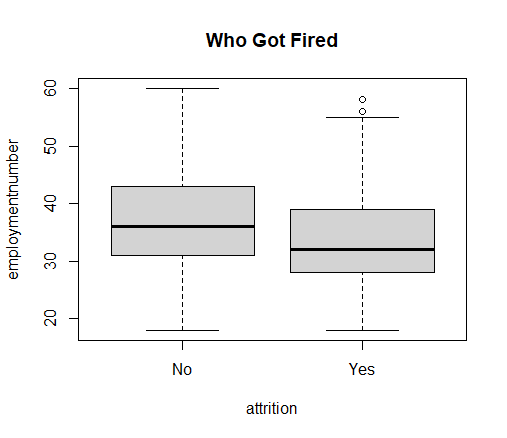 Who Got Fired
employmentnumber
60
50
40
30
20
No
Yes
attrition